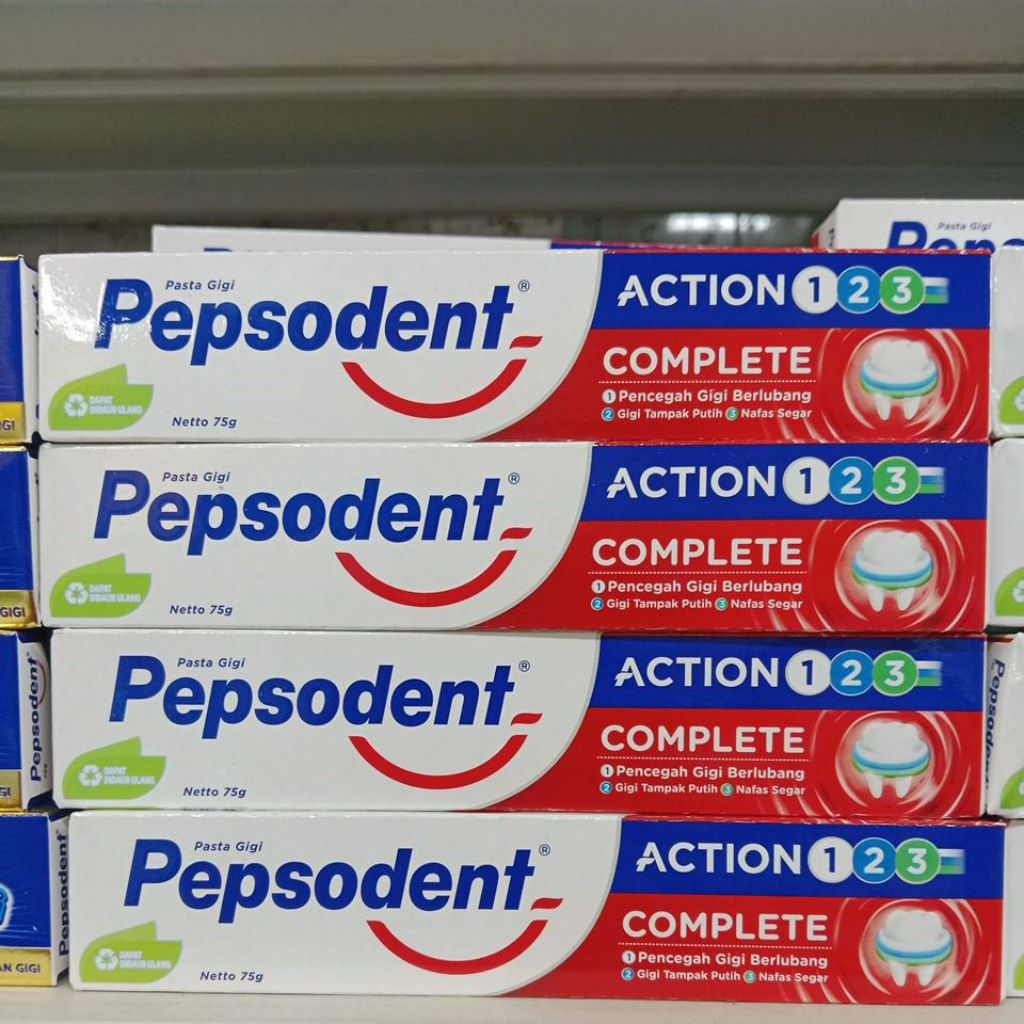 Pasta Gigi
Pepsodent®
DAPAT
DIDAUR ULANG
Netto 75g
ACTION 1 2 3
COMPLETE
1 Pencegah Gigi Berlubang
2 Gigi Tampak Putih 3 Nafas Segar
Pasta Gigi
Pepsodent®
DAPAT
DIDAUR ULANG
Netto 75g
ACTION 1 2 3
COMPLETE
1 Pencegah Gigi Berlubang
2 Gigi Tampak Putih 3 Nafas Segar
Pasta Gigi
Pepsodent®
DAPAT
DIDAUR ULANG
Netto 75g
ACTION 1 2 3
COMPLETE
1 Pencegah Gigi Berlubang
2 Gigi Tampak Putih 3 Nafas Segar
Pasta Gigi
Pepsodent®
DAPAT
DIDAUR ULANG
Netto 75g
ACTION 1 2 3
COMPLETE
1 Pencegah Gigi Berlubang
2 Gigi Tampak Putih 3 Nafas Segar
Pasta Gigi
GIGI
Pepsodent
Pepsodent
AN GIGI